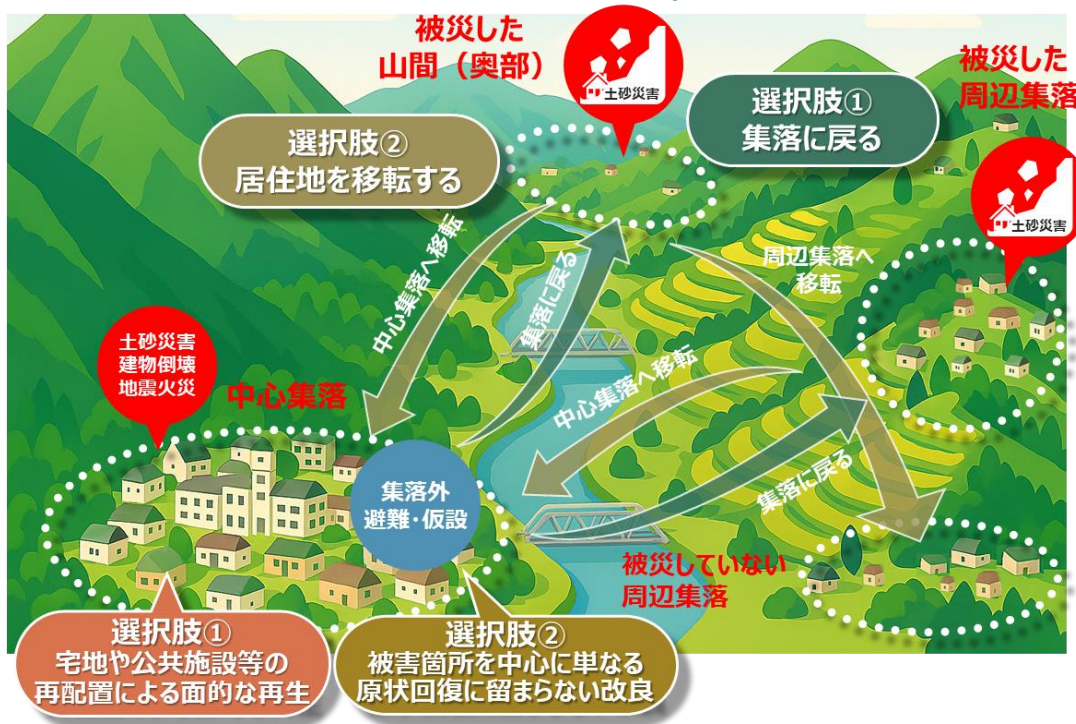 被災した
山間（奥部）
土砂災害
被災した
周辺集落
土砂災害
選択肢①
集落に戻る
選択肢②
居住地を移転する
中心集落へ移転
集落に戻る
周辺集落へ
移転
土砂災害
建物倒壊
地震火災
中心集落
中心集落へ移転
集落に戻る
集落外
避難・仮設
被災していない
周辺集落
選択肢①
宅地や公共施設等の
再配置による面的な再生
選択肢②
被害箇所を中心に単なる
原状回復に留まらない改良